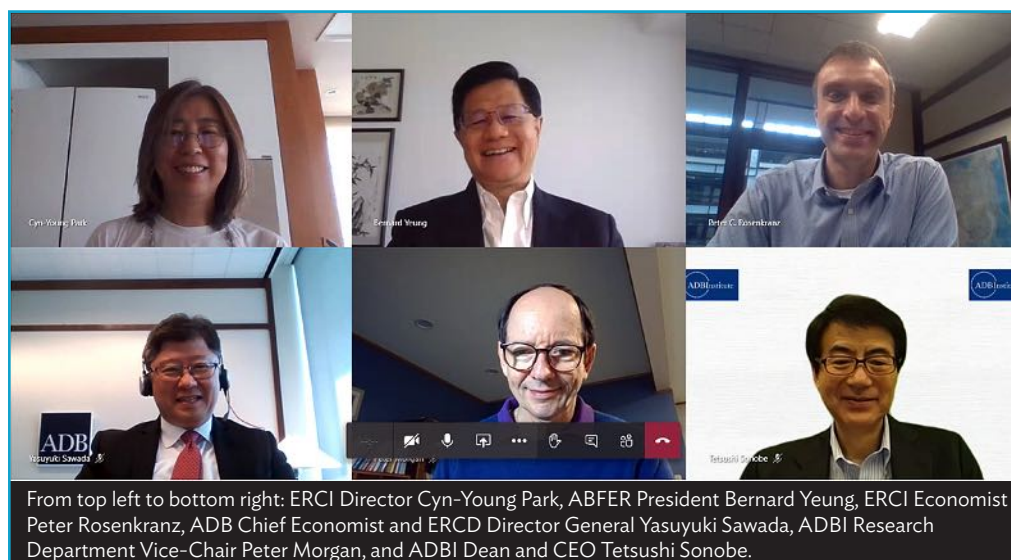 Cyn-Young Park
Bernard Yeung
Peter C. Rosenkranz
ADBInstitute
ADB
Yasuyuki Sawada
Peter Morgan
Tetsushi Sonobe
From top left to bottom right: ERCI Director Cyn-Young Park, ABFER President Bernard Yeung, ERCI Economist
Peter Rosenkranz, ADB Chief Economist and ERCD Director General Yasuyuki Sawada, ADBI Research
Department Vice-Chair Peter Morgan, and ADBI Dean and CEO Tetsushi Sonobe.